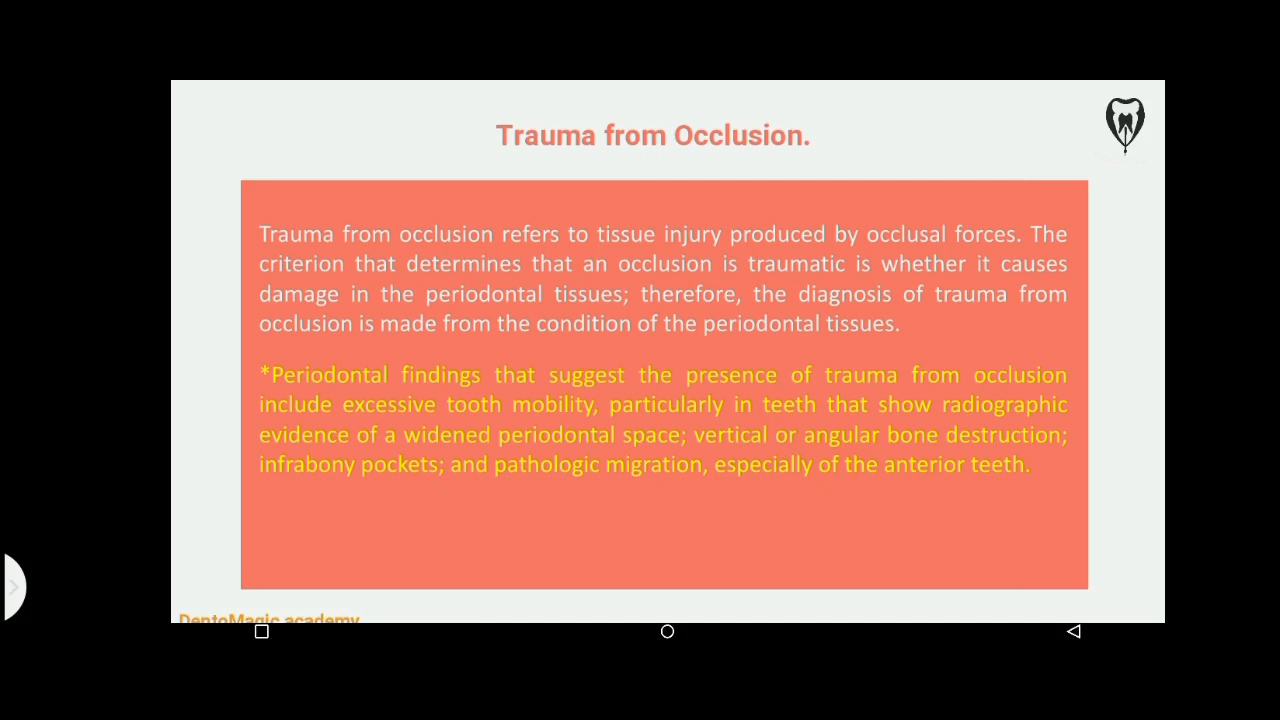 Trauma from Occlusion.
Trauma from occlusion refers to tissue injury produced by occlusal forces. The
criterion that determines that an occlusion is traumatic is whether it causes
damage in the periodontal tissues; therefore, the diagnosis of trauma from
occlusion is made from the condition of the periodontal tissues.
*Periodontal findings that suggest the presence of trauma from occlusion
include excessive tooth mobility, particularly in teeth that show radiographic
evidence of a widened periodontal space; vertical or angular bone destruction;
infrabony pockets; and pathologic migration, especially of the anterior teeth.
DentoMagic academy